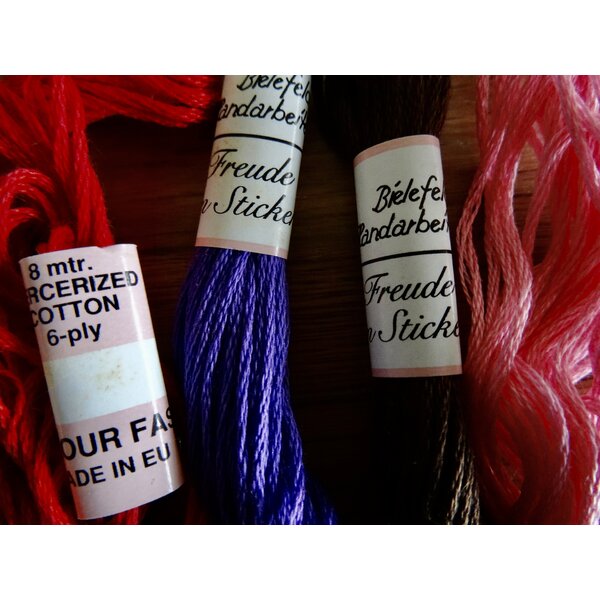 8 mtr.
RCERIZED
COTTON
6-ply
OUR FAS
ADE IN EU
Bielefel
Handarbei
Freude
n Sticke
Bielefel
Handarbei
Freude
n Sticke